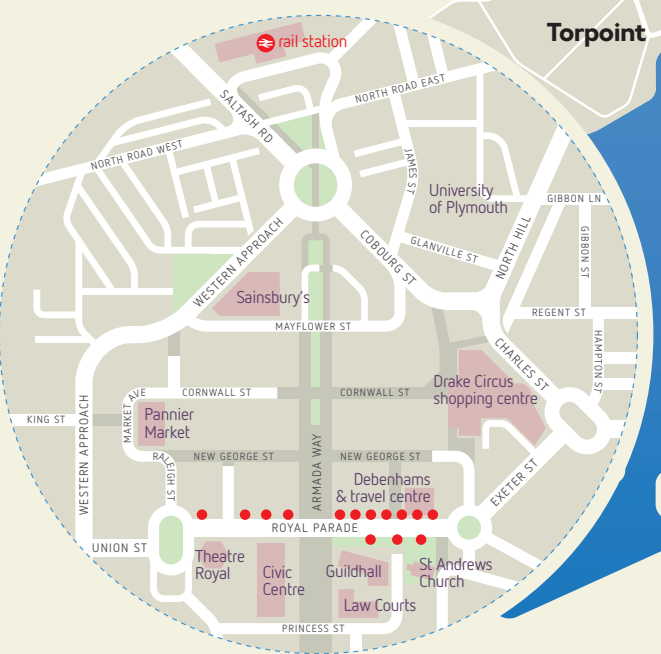 Torpoint
rail station
SALTASH RD
NORTH ROAD EAST
NORTH ROAD WEST
JAMES ST
University
of Plymouth
GIBBON LN
GIBBON ST
NORTH HILL
COBOURG ST
GLANVILLE ST
WESTERN APPROACH
Sainsbury's
MAYFLOWER ST
REGENT ST
HAMPTON ST
CHARLES ST
Drake Circus
shopping centre
CORNWALL ST
CORNWALL ST
MARKET AVE
Pannier
Market
KING ST
WESTERN APPROACH
RALEIGH ST
NEW GEORGE ST
NEW GEORGE ST
ARMADA WAY
Debenhams
& travel centre
EXETER ST
ROYAL PARADE
UNION ST
Theatre
Royal
Civic
Centre
Guildhall
St Andrews
Church
Law Courts
PRINCESS ST